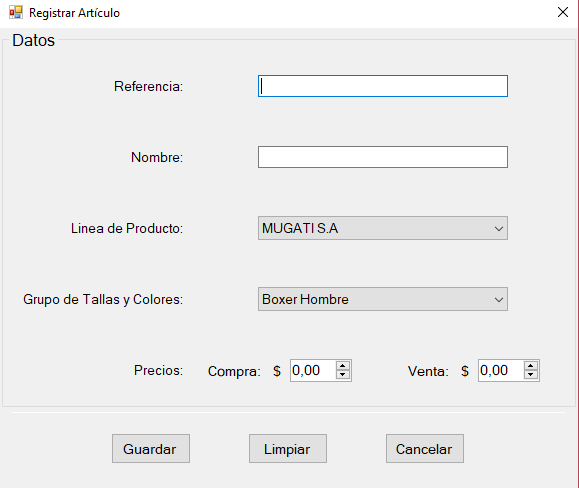 Registrar Artículo
Datos
Referencia:
Nombre:
Linea de Producto: MUGATI S.A
Grupo de Tallas y Colores: Boxer Hombre
Precios: Compra: $ 0,00 Venta: $ 0,00
Guardar Limpiar Cancelar